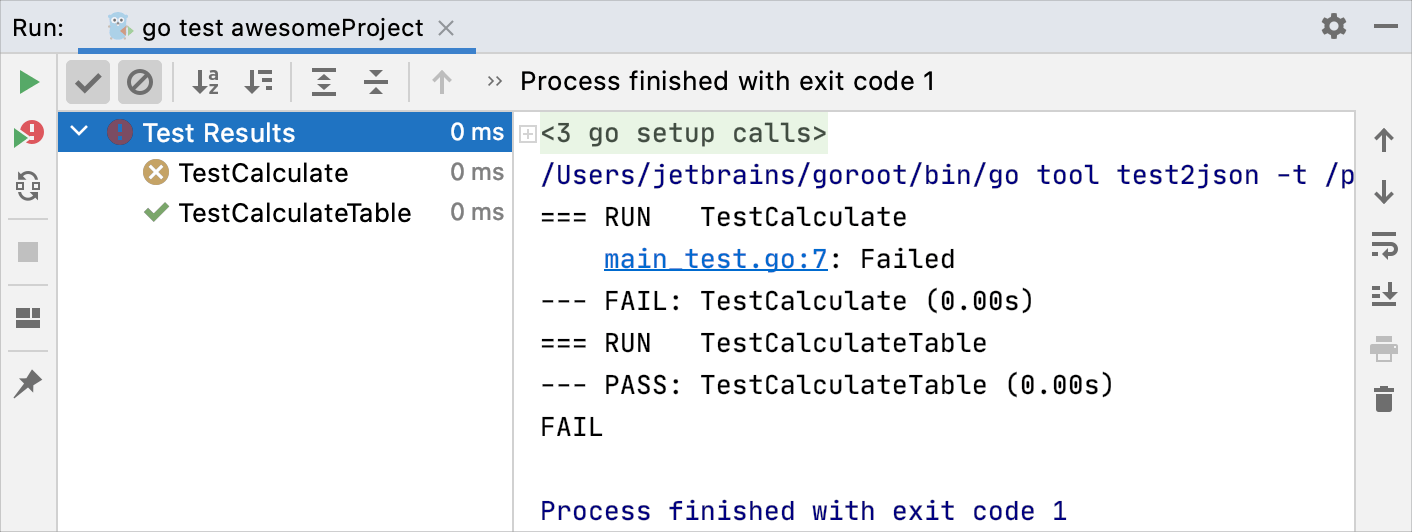 Run: go test awesomeProject
Process finished with exit code 1
Test Results 0 ms
TestCalculate 0 ms
TestCalculateTable 0 ms
<3 go setup calls>
/Users/jetbrains/goroot/bin/go tool test2json -t /p
=== RUN   TestCalculate
    main_test.go:7: Failed
--- FAIL: TestCalculate (0.00s)
=== RUN   TestCalculateTable
--- PASS: TestCalculateTable (0.00s)
FAIL
Process finished with exit code 1